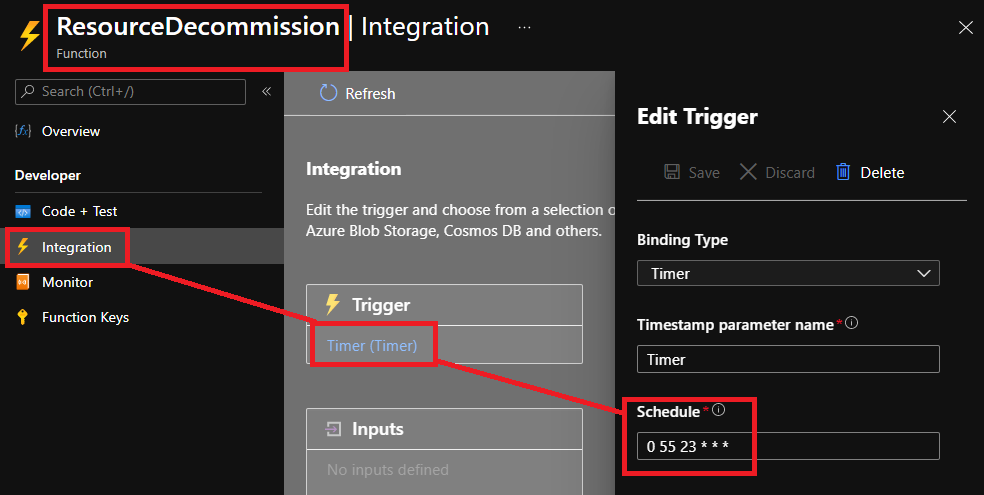 ResourceDecommission | Integration ...
Function
Search (Ctrl+/)
«
Overview
Developer
Code + Test
Integration
Monitor
Function Keys
Refresh
Integration
Edit the trigger and choose from a selection o
Azure Blob Storage, Cosmos DB and others.
Trigger
Timer (Timer)
Inputs
No inputs defined
Edit Trigger
Save
Discard
Delete
Binding Type
Timer
Timestamp parameter name *
Timer
Schedule *
0 55 23 * * *